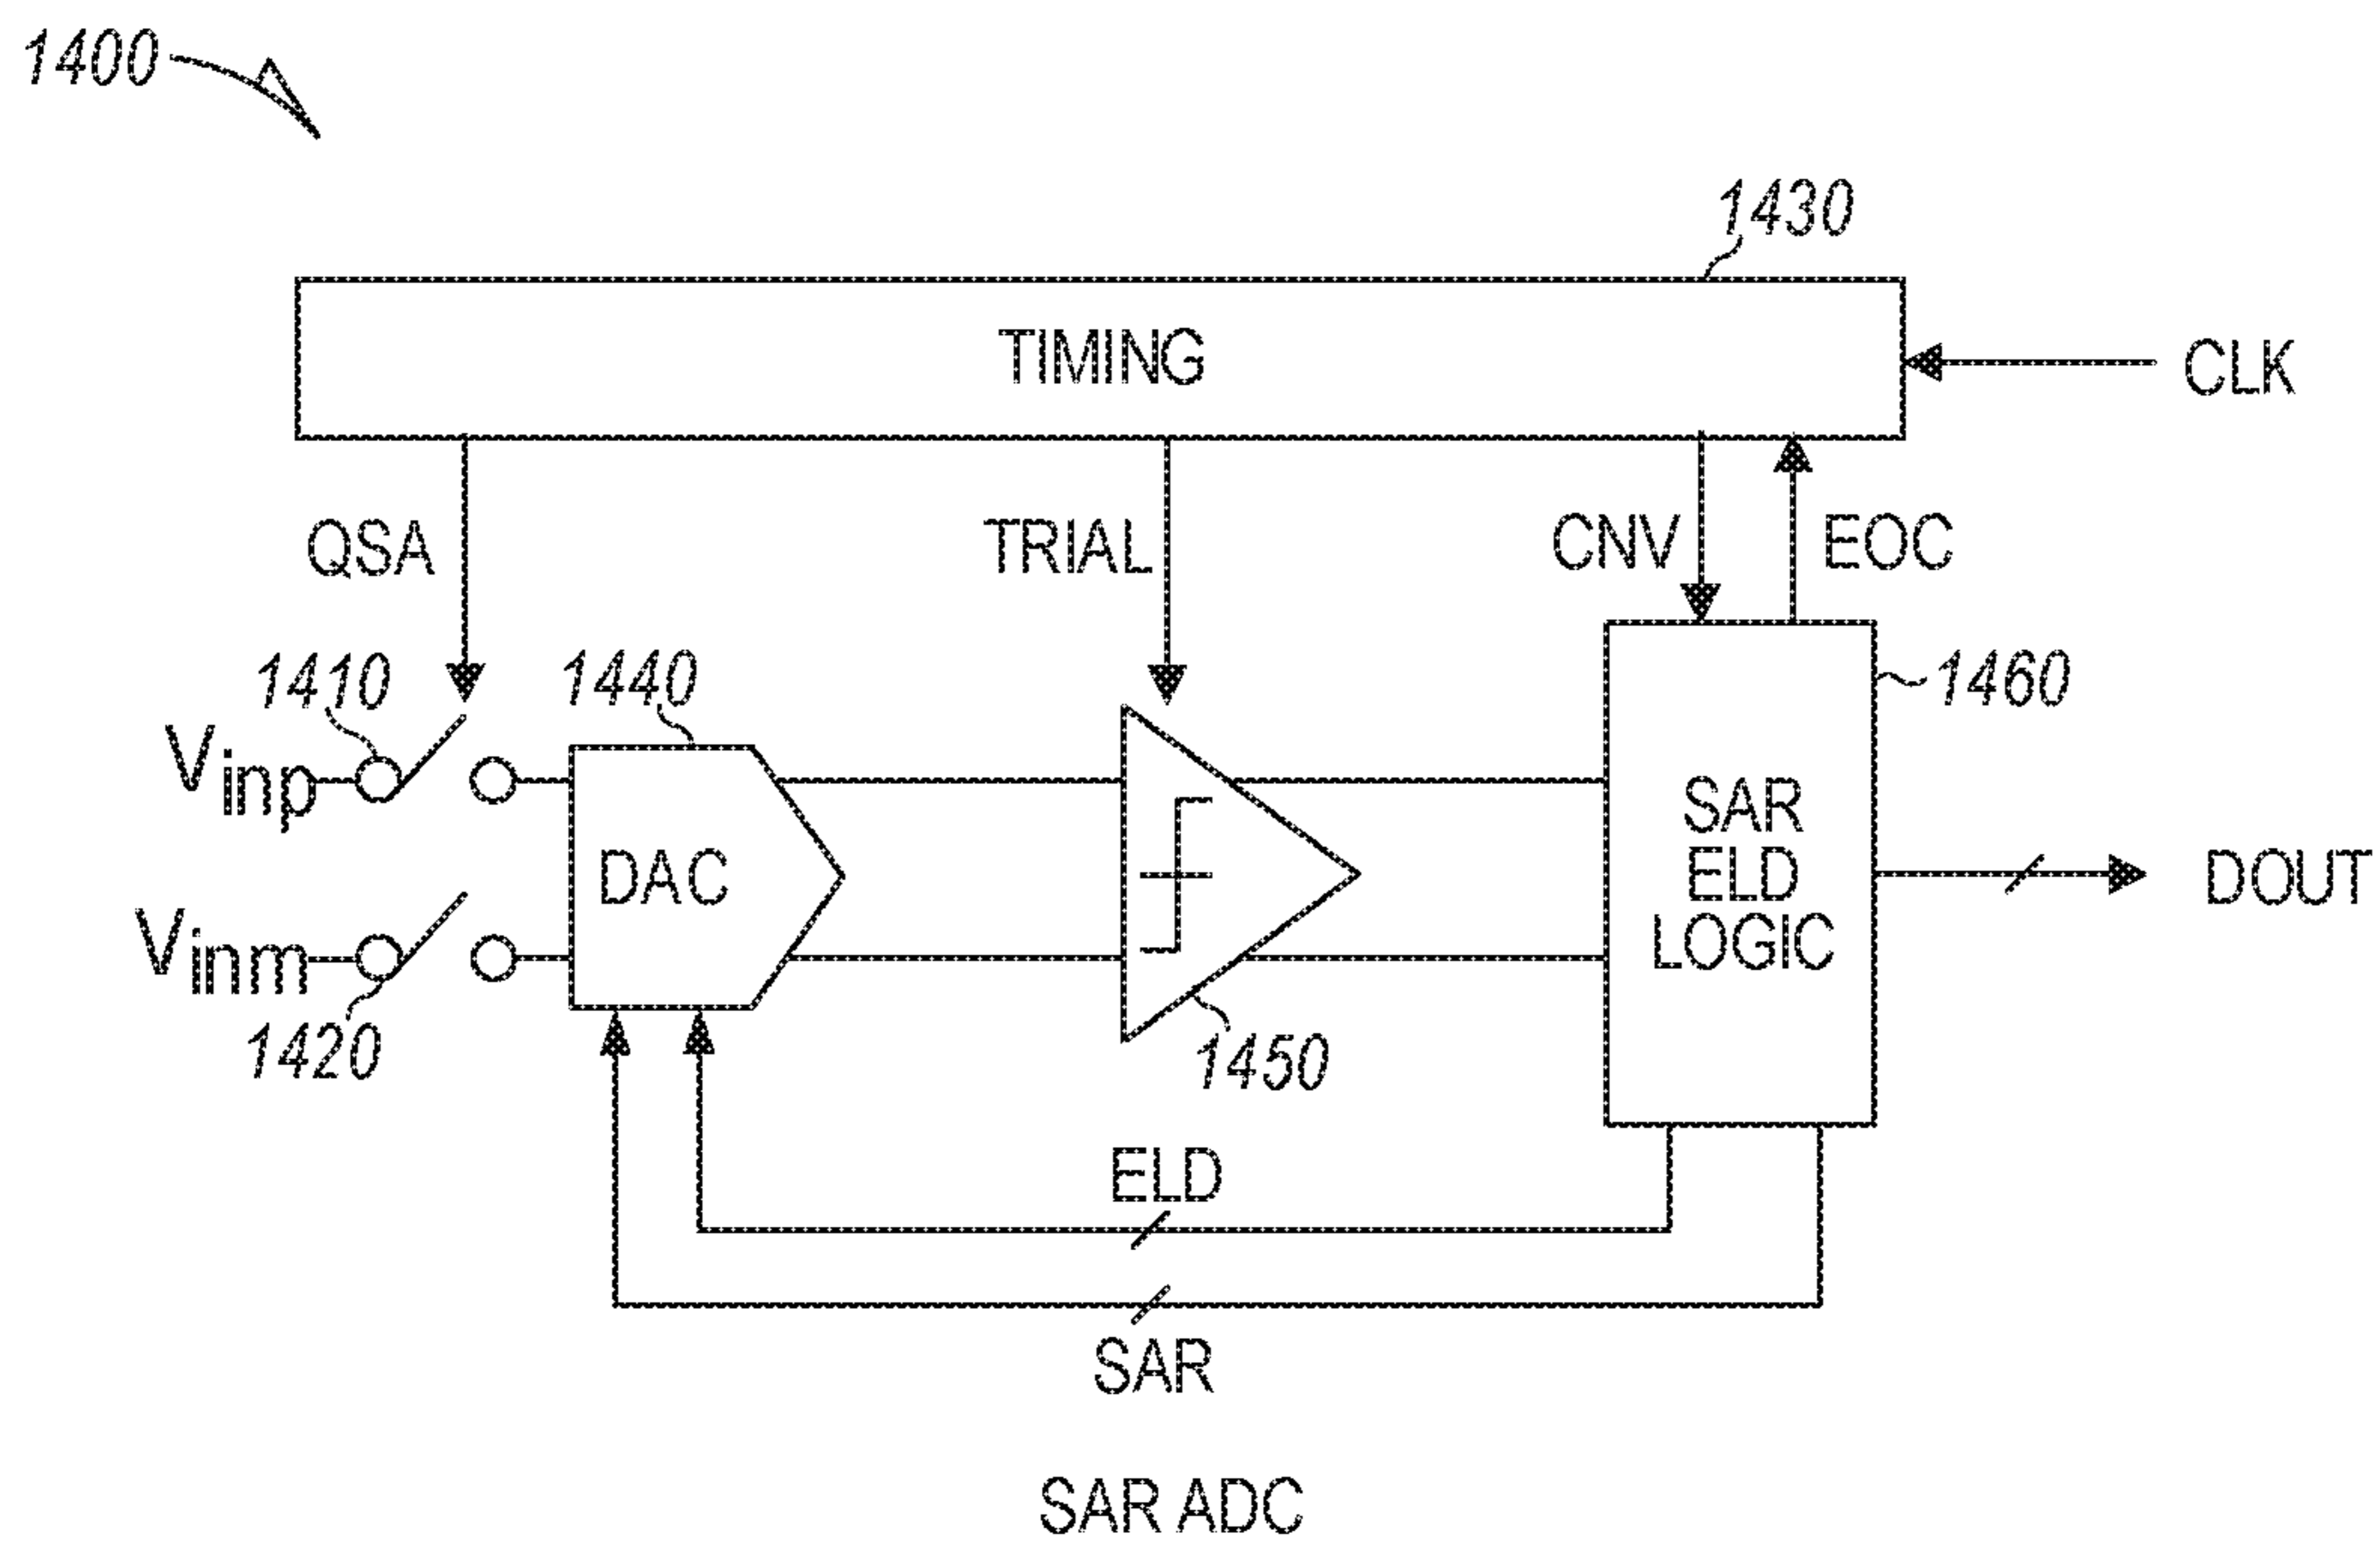 1400
1430
TIMING
CLK
QSA
TRIAL
CNV
EOC
1410
1440
1460
Vinp
DAC
SAR
ELD
LOGIC
DOUT
Vinm
1420
1450
ELD
SAR
SAR ADC